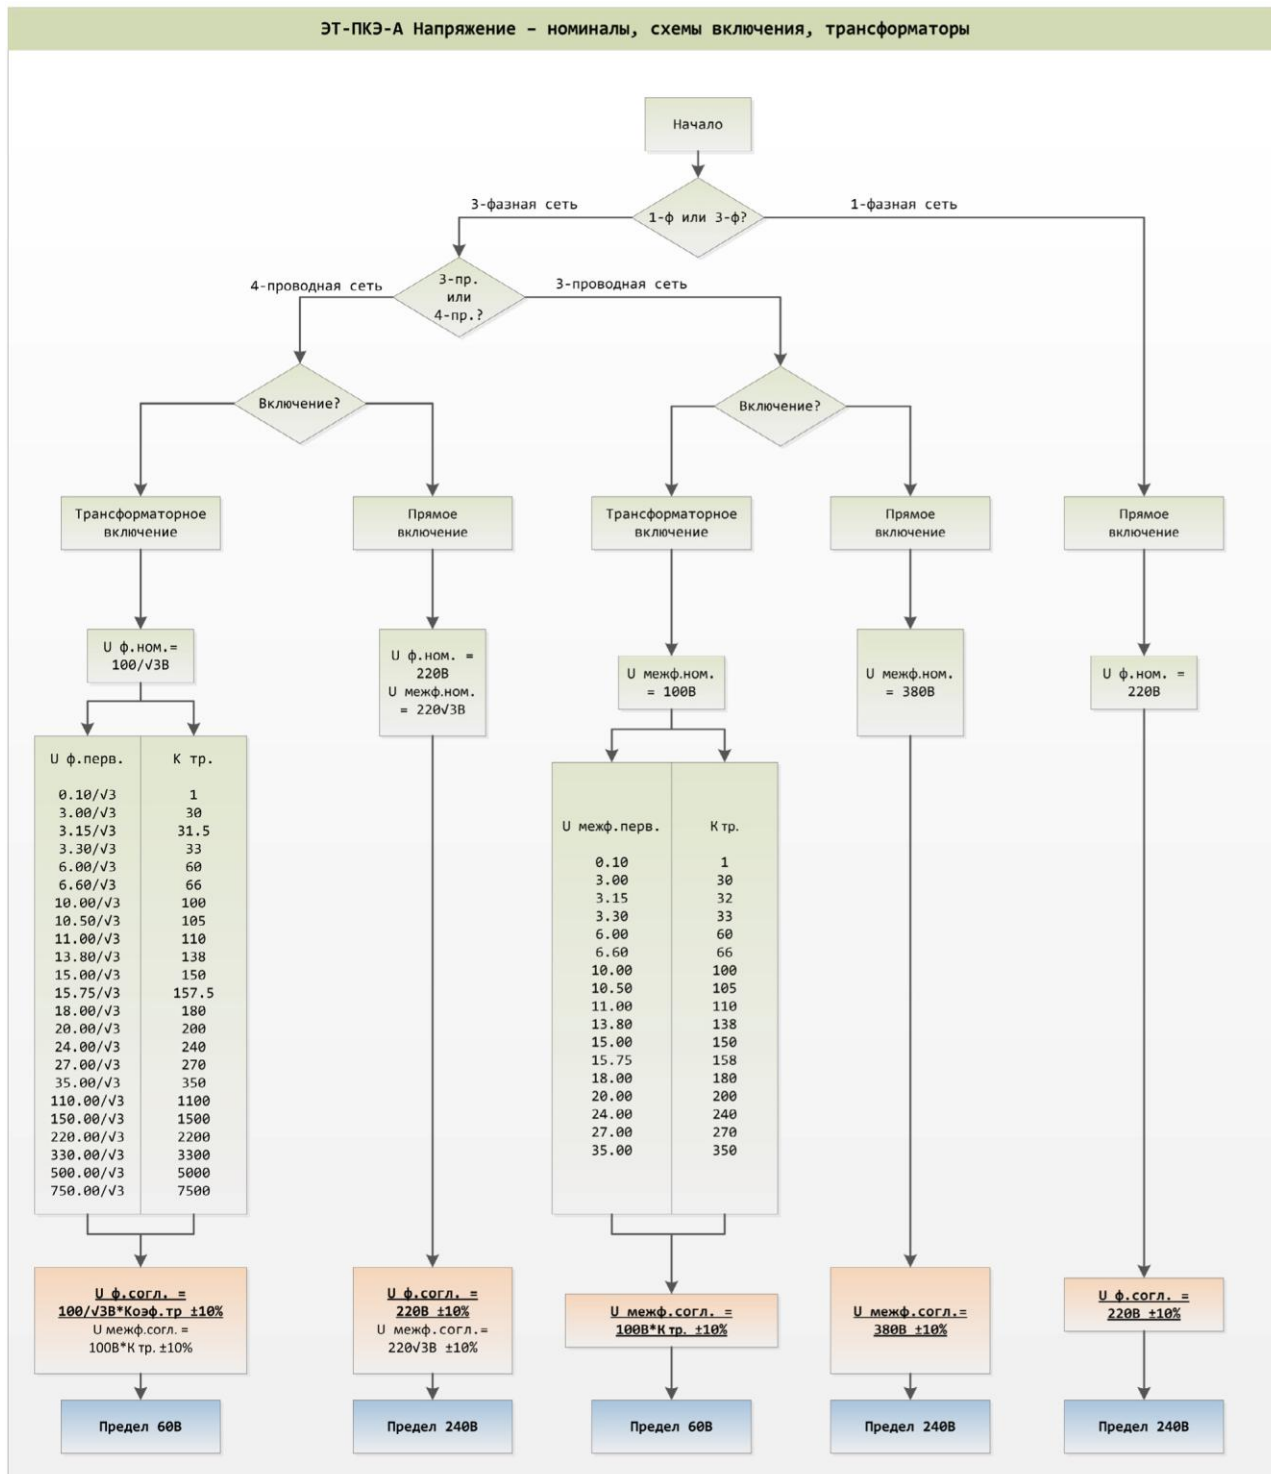 ЭТ-ПКЭ-А Напряжение – номиналы, схемы включения, трансформаторы
Начало
1-ф или 3-ф?
3-фазная сеть
1-фазная сеть
3-пр.
или
4-пр.?
4-проводная сеть
3-проводная сеть
Включение?
Включение?
Трансформаторное
включение
Прямое
включение
Трансформаторное
включение
Прямое
включение
Прямое
включение
U ф.ном.=
100/√3В
U ф.ном. =
220В
U межф.ном.
= 220√3В
U межф.ном.
= 100В
U межф.ном.
= 380В
U ф.ном. =
220В
U ф.перв. К тр.
0.10/√3 1
3.00/√3 30
3.15/√3 31.5
3.30/√3 33
6.00/√3 60
6.60/√3 66
10.00/√3 100
10.50/√3 105
11.00/√3 110
13.80/√3 138
15.00/√3 150
15.75/√3 157.5
18.00/√3 180
20.00/√3 200
24.00/√3 240
27.00/√3 270
35.00/√3 350
110.00/√3 1100
150.00/√3 1500
220.00/√3 2200
330.00/√3 3300
500.00/√3 5000
750.00/√3 7500
U межф.перв. К тр.
0.10 1
3.00 30
3.15 32
3.30 33
6.00 60
6.60 66
10.00 100
10.50 105
11.00 110
13.80 138
15.00 150
15.75 158
18.00 180
20.00 200
24.00 240
27.00 270
35.00 350
U ф.согл. =
100/√3В*Коэф.тр ±10%
U межф.согл. =
100В*К тр. ±10%
U ф.согл. =
220В ±10%
U межф.согл.=
220√3В ±10%
U межф.согл. =
100В*К тр. ±10%
U межф.согл.=
380В ±10%
U ф.согл. =
220В ±10%
Предел 60В
Предел 240В
Предел 60В
Предел 240В
Предел 240В